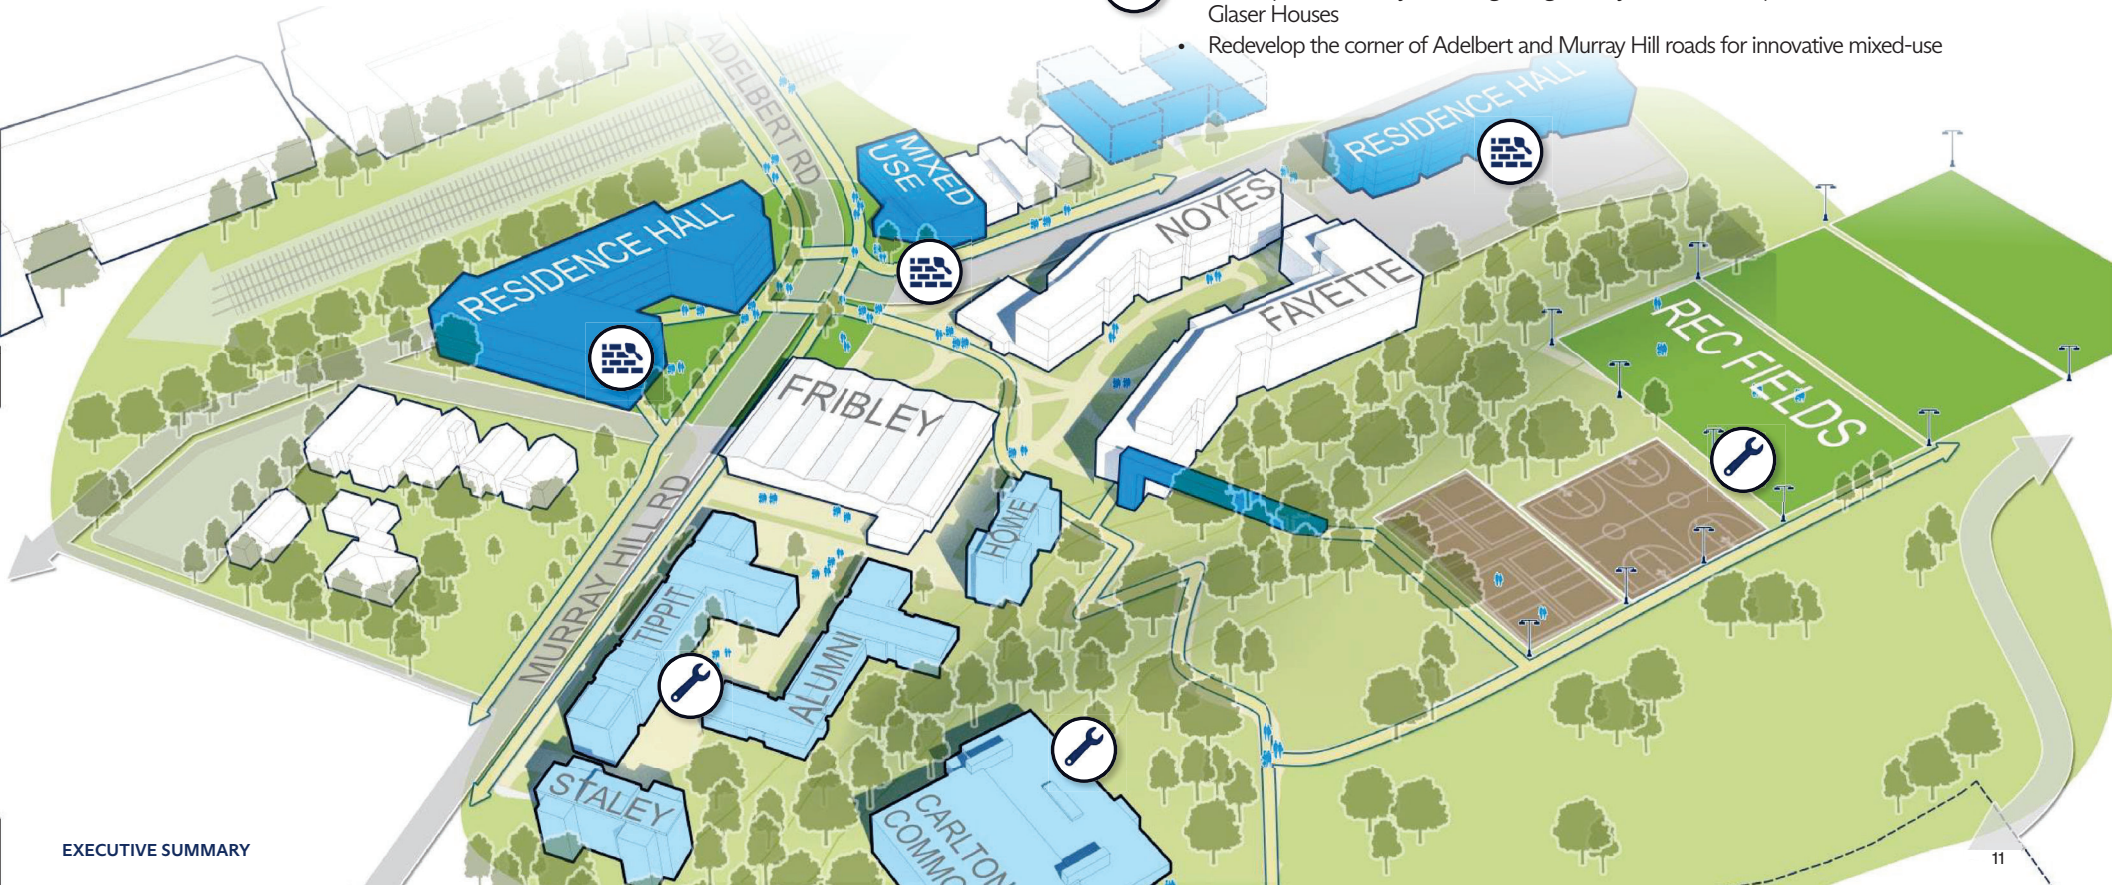 Glaser Houses
• Redevelop the corner of Adelbert and Murray Hill roads for innovative mixed-use
ADELBERT RD
RESIDENCE HALL
MIXED
USE
RESIDENCE HALL
NOYES
FAYETTE
REC FIELDS
FRIBLEY
HOWE
MURRAY HILL RD
TIPPIT
ALUMNI
STALEY
CARLTON
EXECUTIVE SUMMARY
11